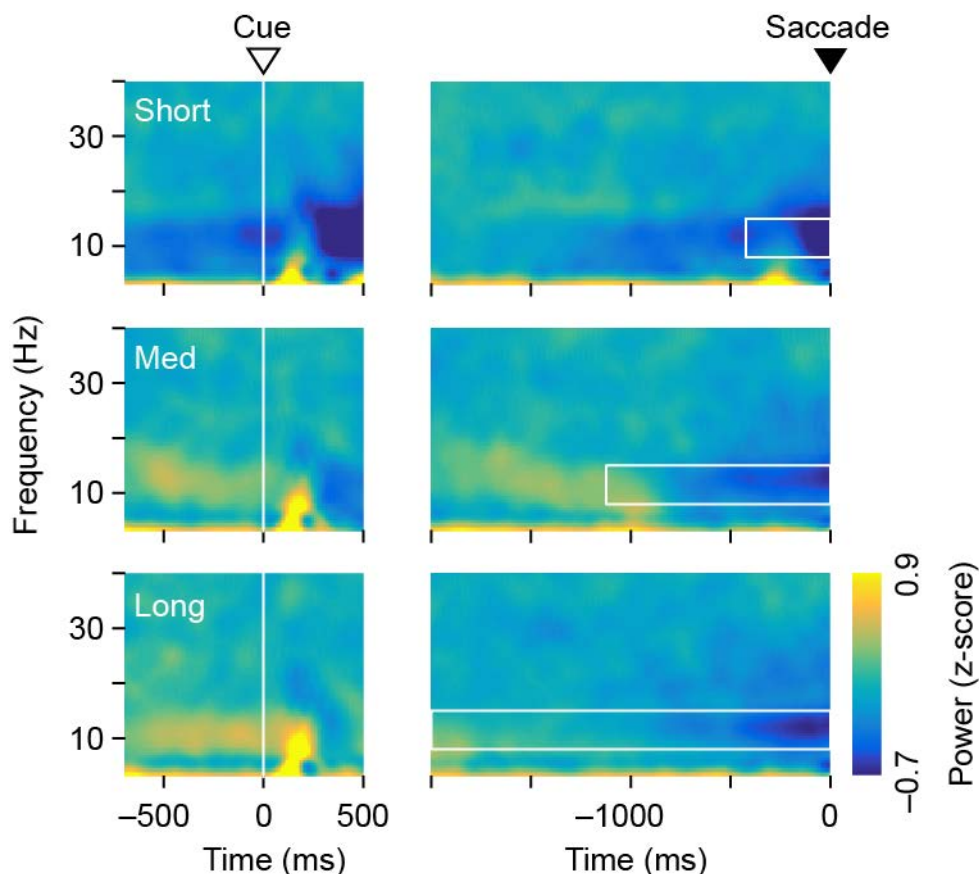 Cue
Saccade
Short
30
10
Med
30
10
Long
30
10
Frequency (Hz)
–500
0
500
–1000
0
Time (ms)
Time (ms)
0.9
–0.7
Power (z-score)